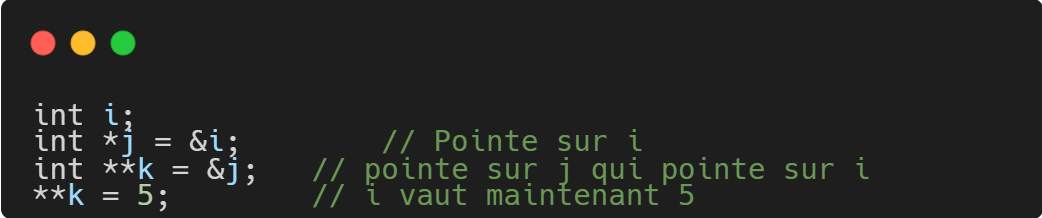 int i;
int *j = &i;        // Pointe sur i
int **k = &j;   // pointe sur j qui pointe sur i
**k = 5;        // i vaut maintenant 5